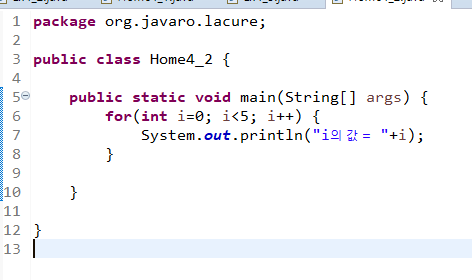 1 package org.javaro.lacure;
2
3 public class Home4_2 {
4
5 public static void main(String[] args) {
6 for(int i=0; i<5; i++) {
7 System.out.println("i의 값 = "+i);
8 }
9
10 }
11
12 }
13